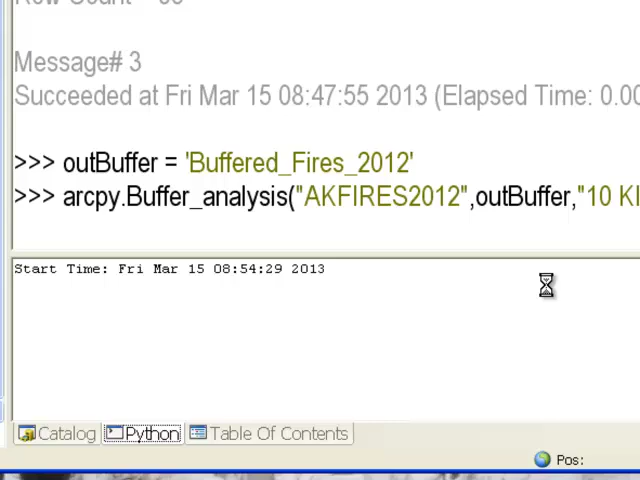 Row Count =
Message# 3
Succeeded at Fri Mar 15 08:47:55 2013 (Elapsed Time: 0.00
>>> outBuffer = 'Buffered_Fires_2012'
>>> arcpy.Buffer_analysis("AKFIRES2012",outBuffer,"10 KI
Start Time: Fri Mar 15 08:54:29 2013
Catalog Python Table Of Contents
Pos: